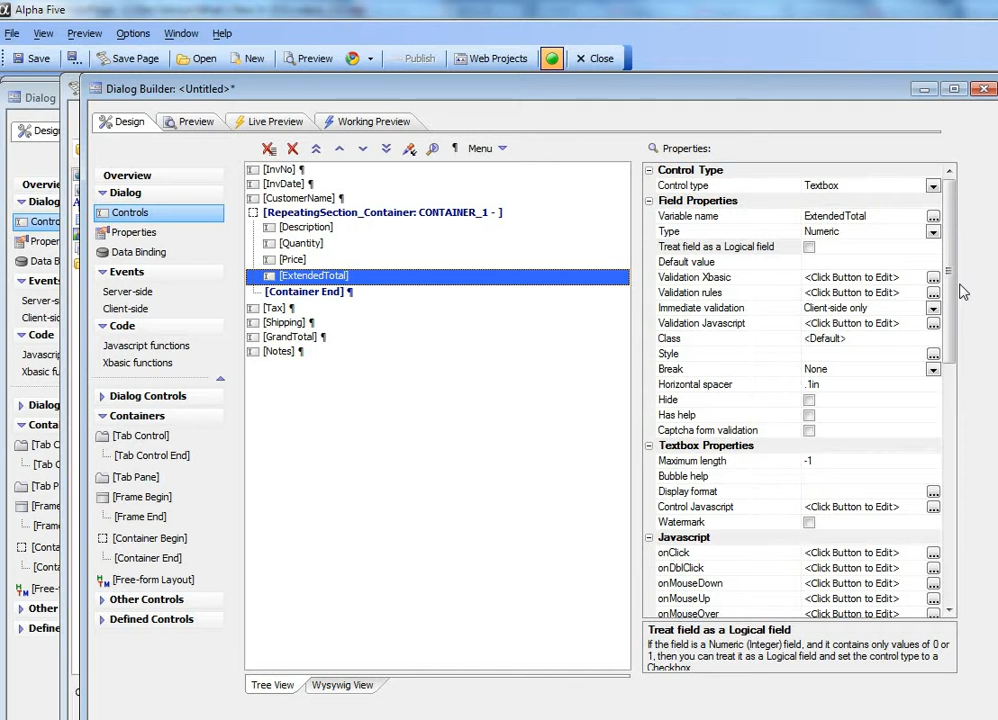 Alpha Five
File View Preview Options Window Help
Save Save Page Open New Preview Publish Web Projects Close
Dialog
Dialog Builder: <Untitled>*
Design Preview Live Preview Working Preview
Menu
Properties:
Overview
Dialog
Controls
Properties
Data Binding
Events
Server-side
Client-side
Code
Javascript functions
Xbasic functions
Dialog Controls
Containers
[Tab Control]
[Tab Control End]
[Tab Pane]
[Frame Begin]
[Frame End]
[Container Begin]
[Container End]
[Free-form Layout]
Other Controls
Defined Controls
[InvNo] ¶
[InvDate] ¶
[CustomerName] ¶
[RepeatingSection_Container: CONTAINER_1 - ]
[Description]
[Quantity]
[Price]
[ExtendedTotal]
[Container End] ¶
[Tax] ¶
[Shipping] ¶
[GrandTotal] ¶
[Notes] ¶
Tree View Wysywig View
Control Type
Control type Textbox
Field Properties
Variable name ExtendedTotal
Type Numeric
Treat field as a Logical field
Default value
Validation Xbasic <Click Button to Edit>
Validation rules <Click Button to Edit>
Immediate validation Client-side only
Validation Javascript <Click Button to Edit>
Class <Default>
Style
Break None
Horizontal spacer .1in
Hide
Has help
Captcha form validation
Textbox Properties
Maximum length -1
Bubble help
Display format
Control Javascript <Click Button to Edit>
Watermark
Javascript
onClick <Click Button to Edit>
onDblClick <Click Button to Edit>
onMouseDown <Click Button to Edit>
onMouseUp <Click Button to Edit>
onMouseOver <Click Button to Edit>
Treat field as a Logical field
If the field is a Numeric (Integer) field, and it contains only values of 0 or
1, then you can treat it as a Logical field and set the control type to a
Checkbox.